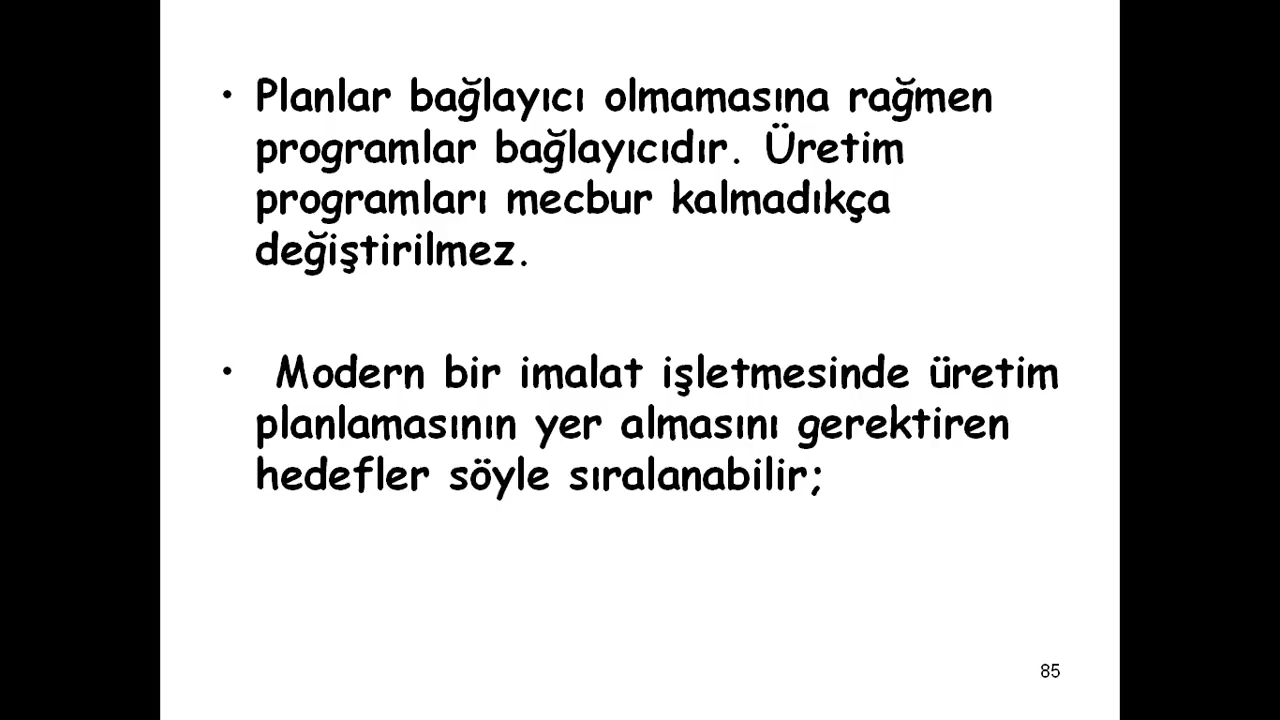 • Planlar bağlayıcı olmamasına rağmen
programlar bağlayıcıdır. Üretim
programları mecbur kalmadıkça
değiştirilmez.
• Modern bir imalat işletmesinde üretim
planlamasının yer almasını gerektiren
hedefler söyle sıralanabilir;
85